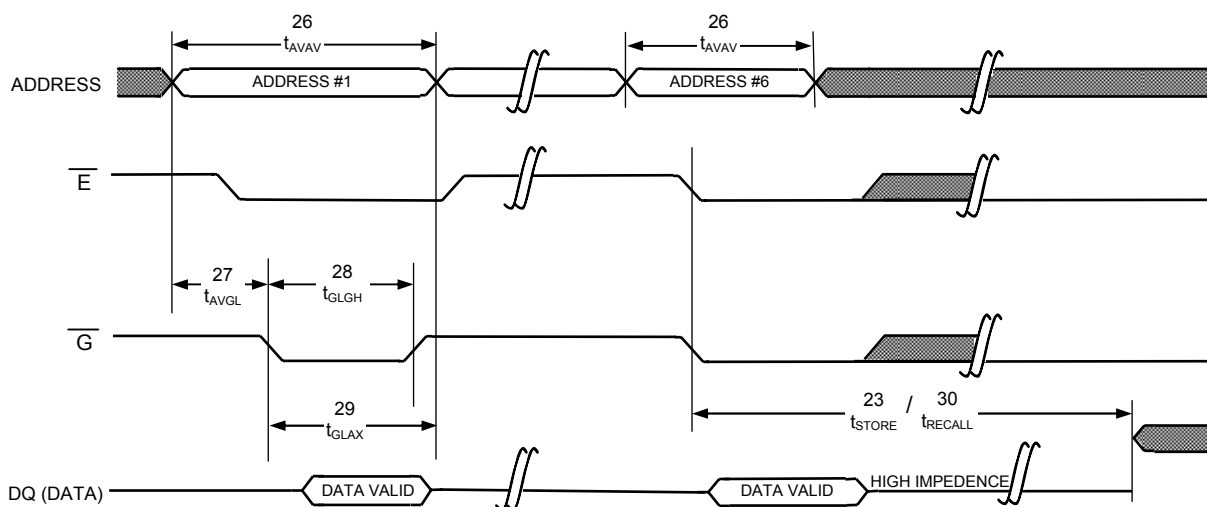 26
tAVAV
26
tAVAV
ADDRESS
ADDRESS #1
ADDRESS #6
E
27
tAVGL
28
tGLGH
G
29
tGLAX
23 / 30
tSTORE tRECALL
DQ (DATA)
DATA VALID
DATA VALID
HIGH IMPEDENCE